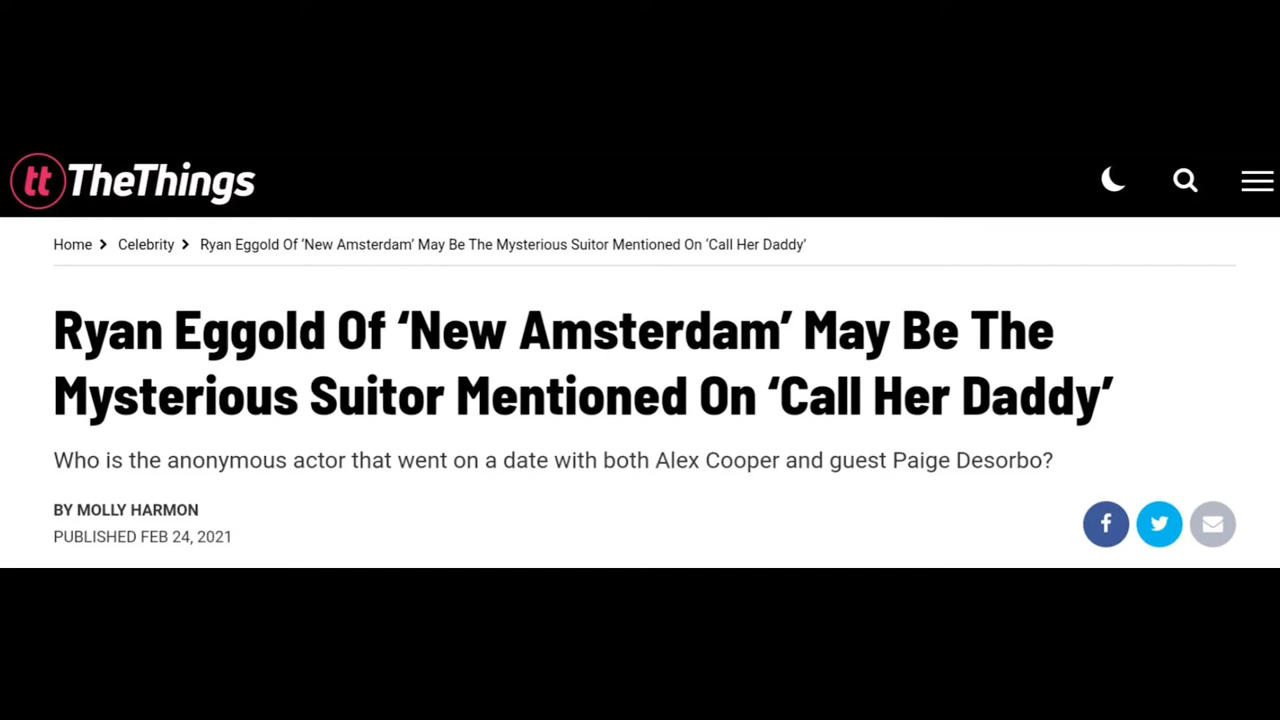 tt TheThings
Home > Celebrity > Ryan Eggold Of ‘New Amsterdam’ May Be The Mysterious Suitor Mentioned On ‘Call Her Daddy’
Ryan Eggold Of ‘New Amsterdam’ May Be The
Mysterious Suitor Mentioned On ‘Call Her Daddy’
Who is the anonymous actor that went on a date with both Alex Cooper and guest Paige Desorbo?
BY MOLLY HARMON
PUBLISHED FEB 24, 2021